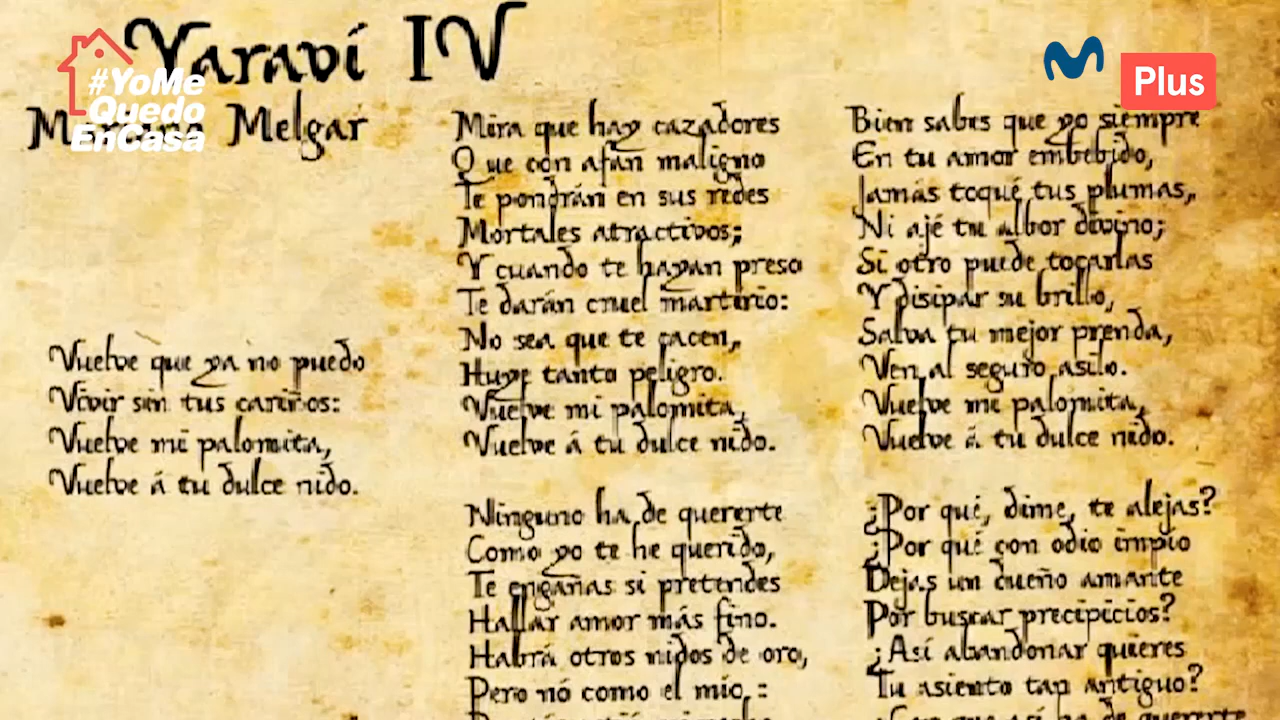 Yaraví IV
Mariano Melgar
#YoMe
Quedo
EnCasa
Plus
Vuelve que ya no puedo
Vivir sin tus cariños:
Vuelve mi palomita,
Vuelve á tu dulce nido.
Mira que hay cazadores
Que con afán maligno
Te pondrán en sus redes
Mortales atractivos;
Y cuando te hayan preso
Te darán cruel martirio:
No sea que te cacen,
Huye tanto peligro.
Vuelve mi palomita,
Vuelve á tu dulce nido.
Ninguno ha de quererte
Como yo te he querido,
Te engañas si pretendes
Hallar amor más fino.
Habrá otros nidos de oro,
Pero nó como el mío,:
Bien sabes que yo siempre
En tu amor embebido,
Jamás toqué tus plumas,
Ni ajé tu albor divino;
Si otro puede tocarlas
Y disipar su brillo,
Salva tu mejor prenda,
Ven al seguro asilo.
Vuelve mi palomita,
Vuelve á tu dulce nido.
¿Por qué, dime, te alejas?
¿Por qué con odio impío
Dejas un dueño amante
Por buscar precipicios?
¿Así abandonar quieres
Tu asiento tan antiguo?